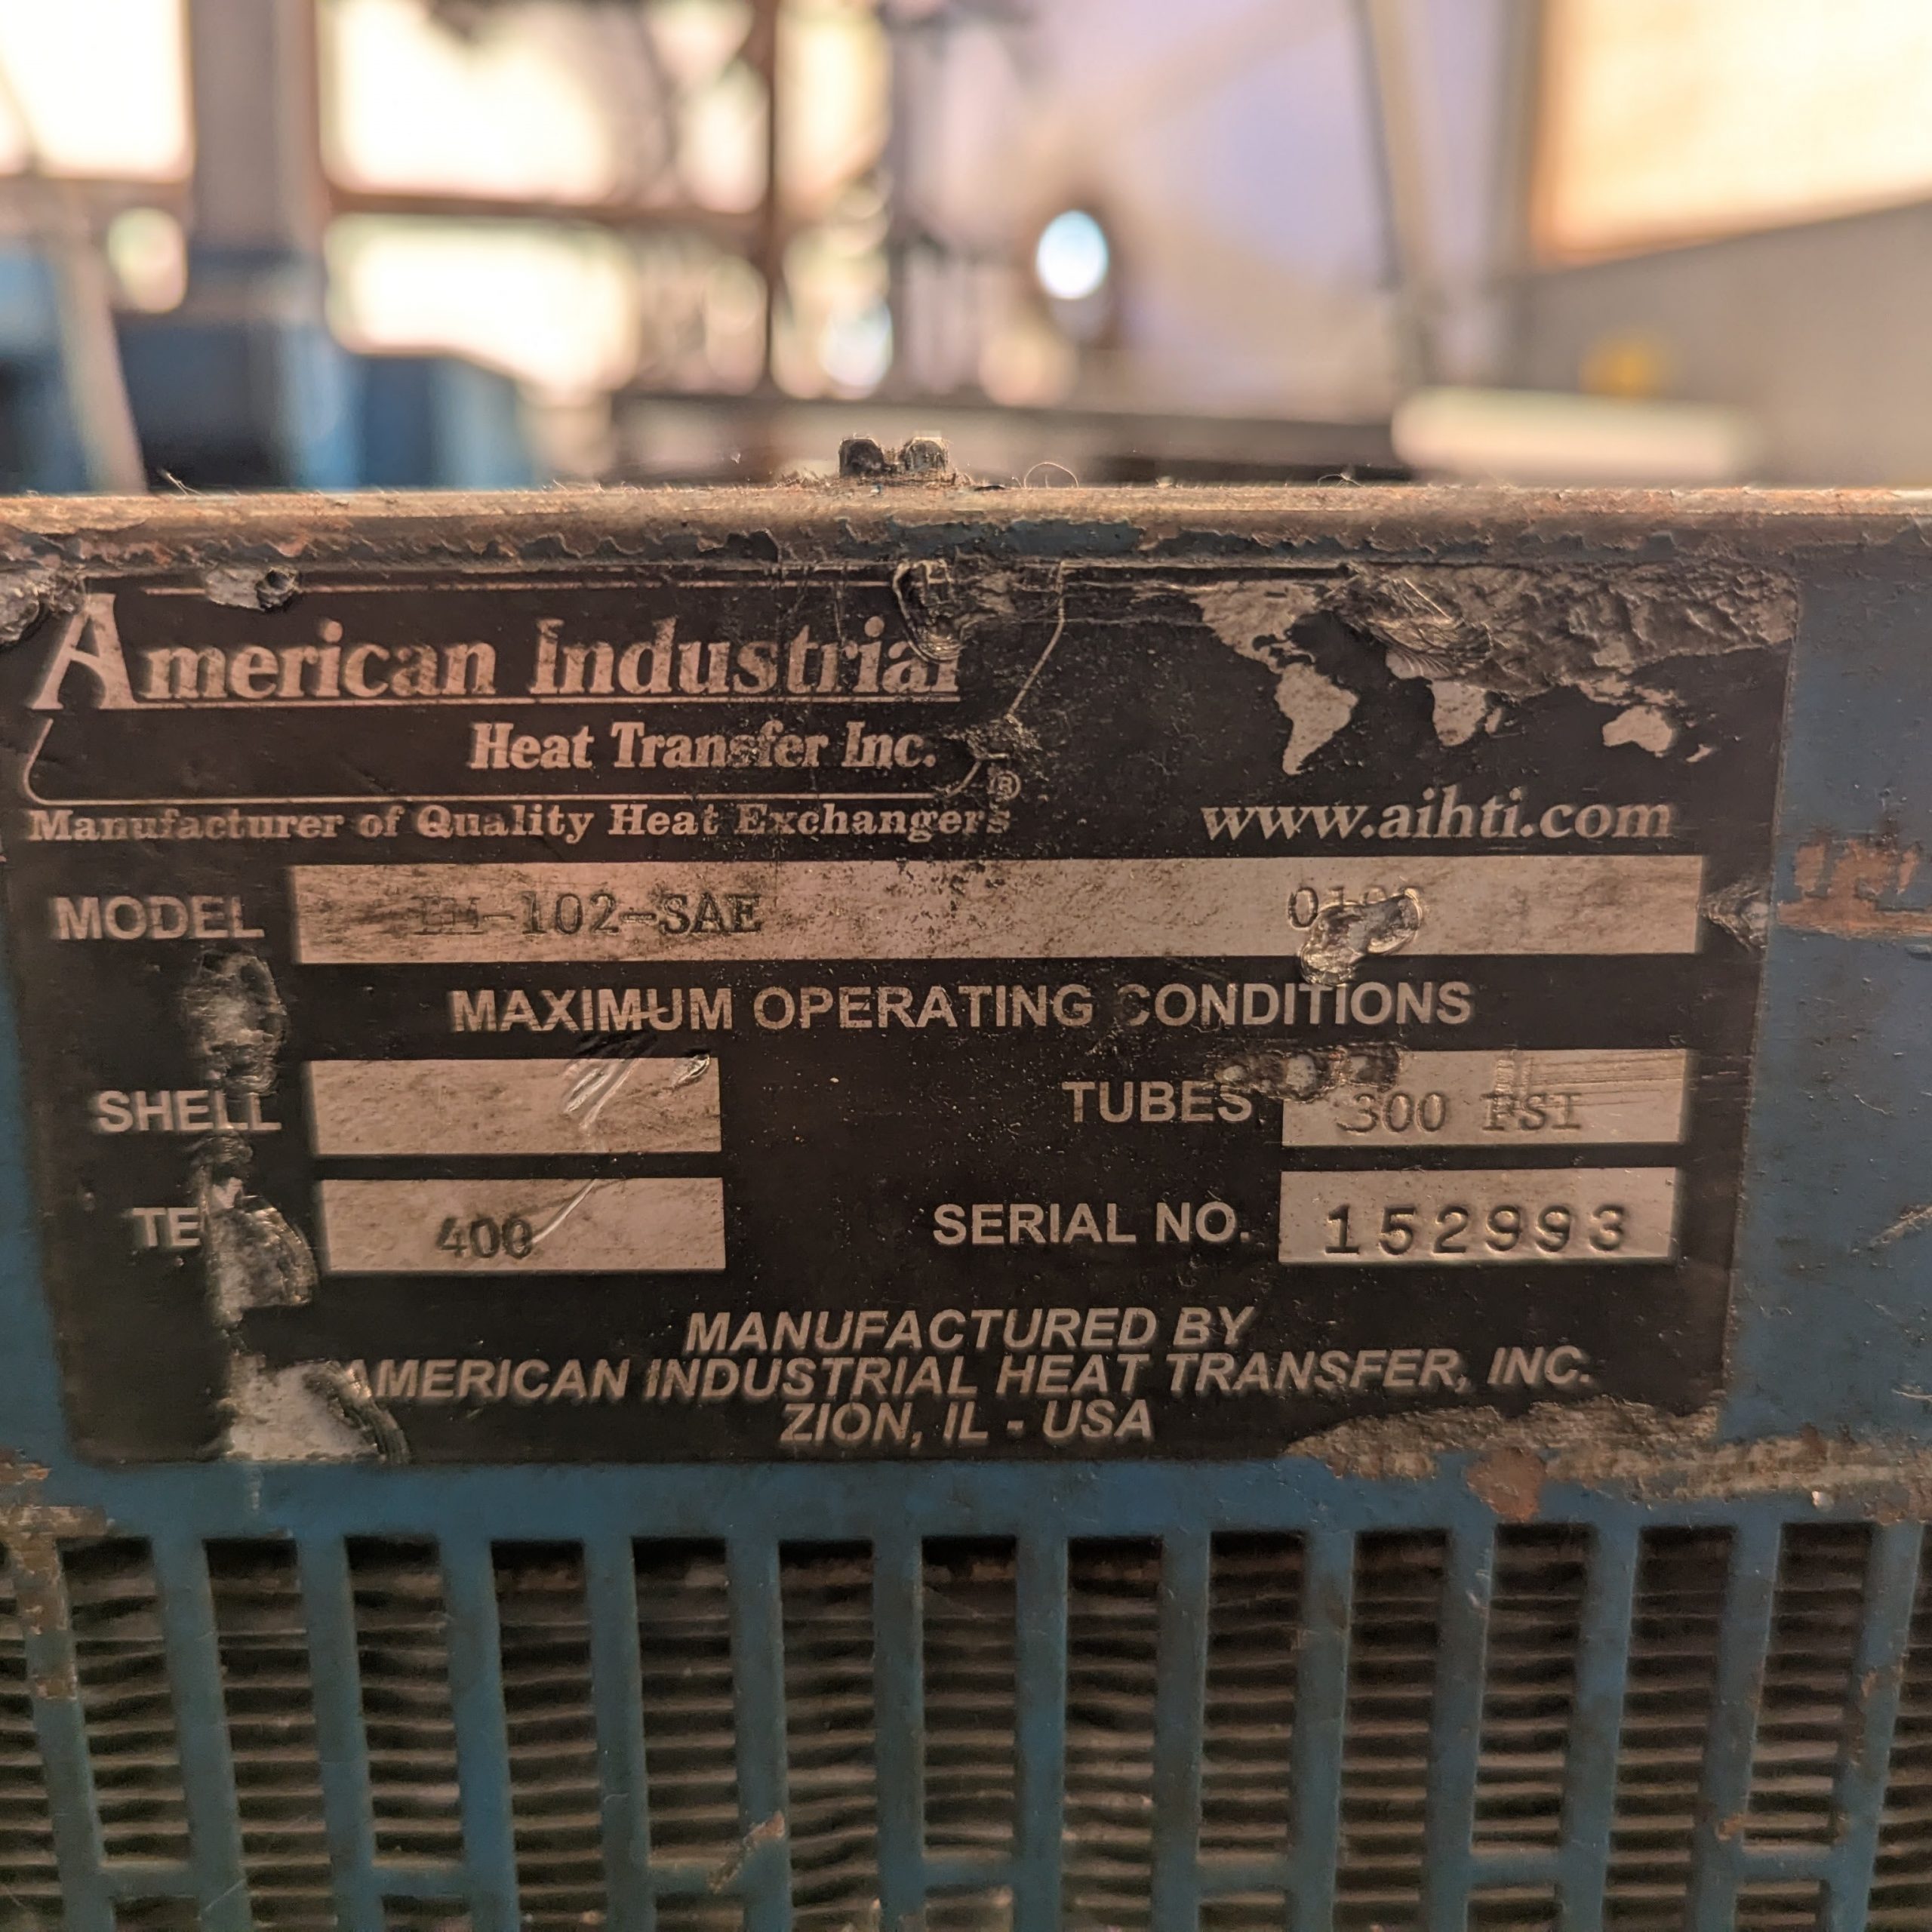 American Industrial
Heat Transfer Inc.
®
Manufacturer of Quality Heat Exchangers
www.aihti.com
MODEL -102-SAE
MAXIMUM OPERATING CONDITIONS
SHELL TUBES 300 PSI
TE 400 SERIAL NO. 152993
MANUFACTURED BY
AMERICAN INDUSTRIAL HEAT TRANSFER, INC.
ZION, IL - USA